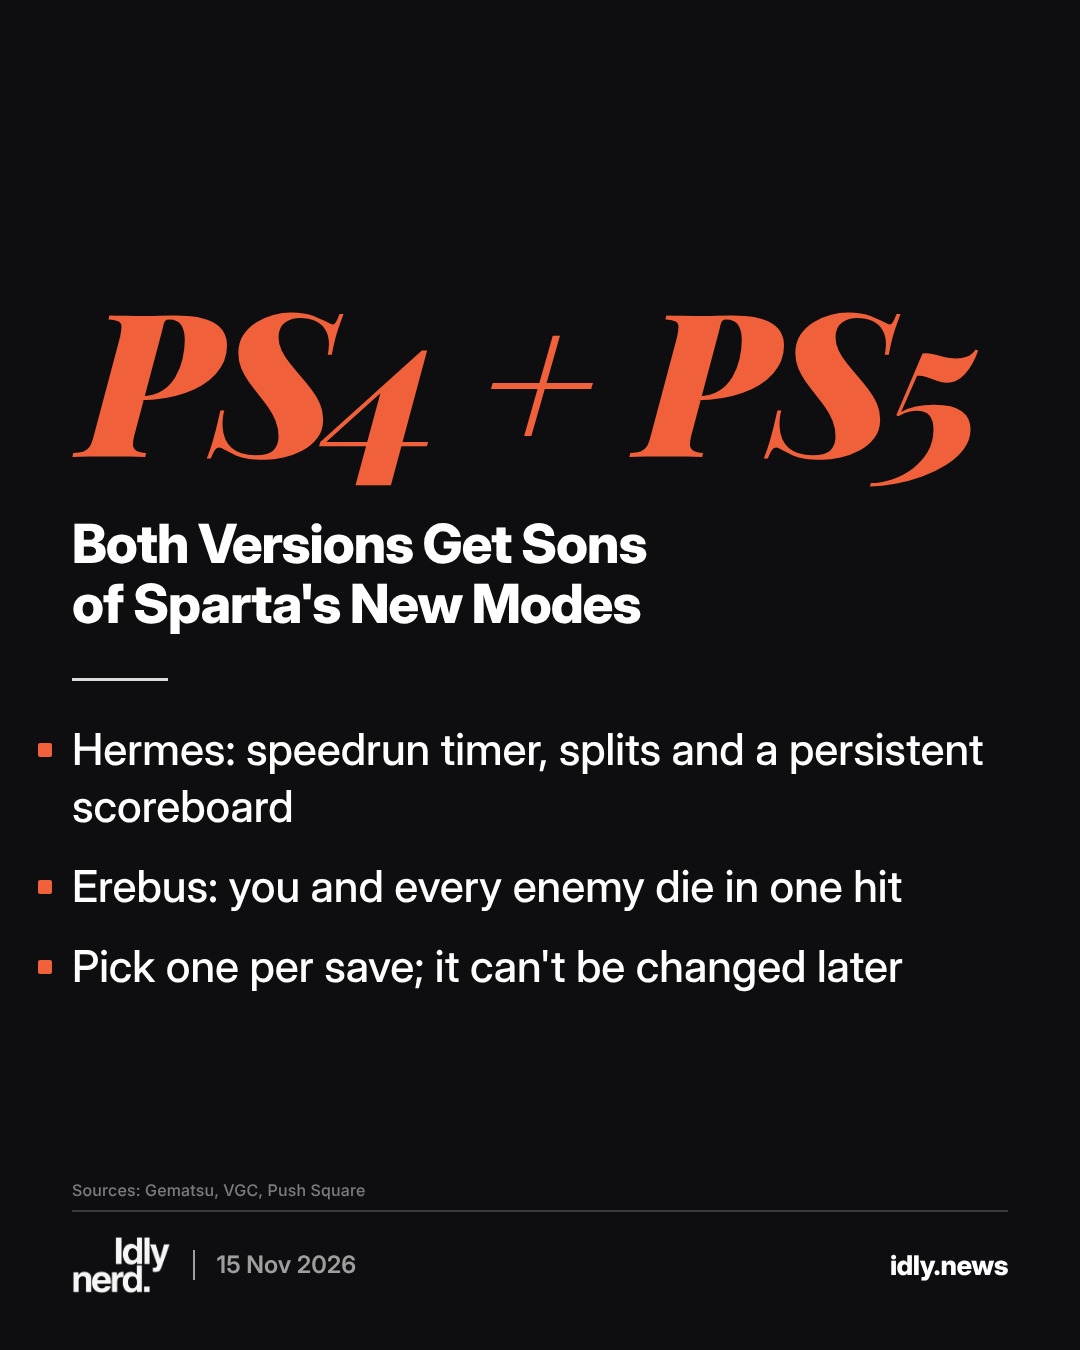 PS4 + PS5
Both Versions Get Sons
of Sparta's New Modes
Hermes: speedrun timer, splits and a persistent
scoreboard
Erebus: you and every enemy die in one hit
Pick one per save; it can't be changed later
Sources: Gematsu, VGC, Push Square
Idly
nerd.
15 Nov 2026
idly.news